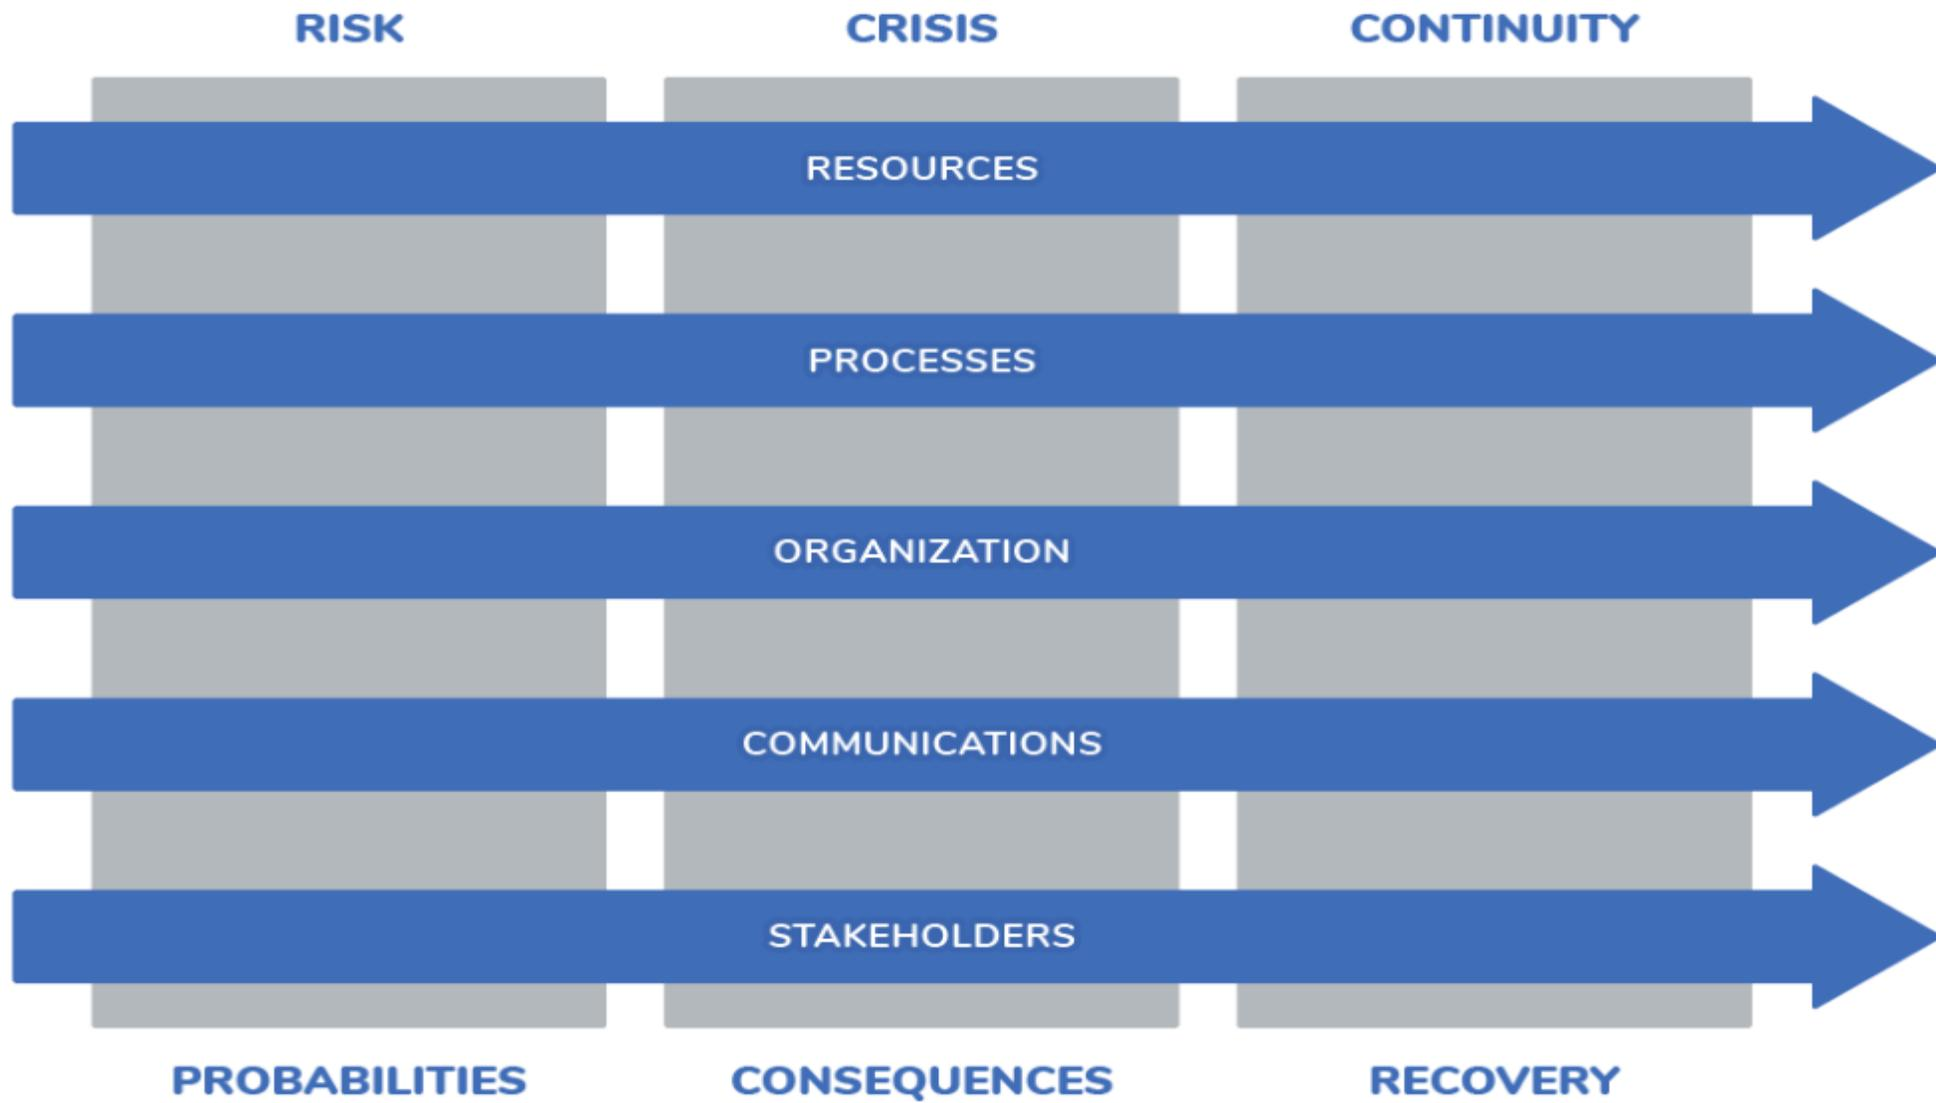 RISK CRISIS CONTINUITY
RESOURCES
PROCESSES
ORGANIZATION
COMMUNICATIONS
STAKEHOLDERS
PROBABILITIES CONSEQUENCES RECOVERY